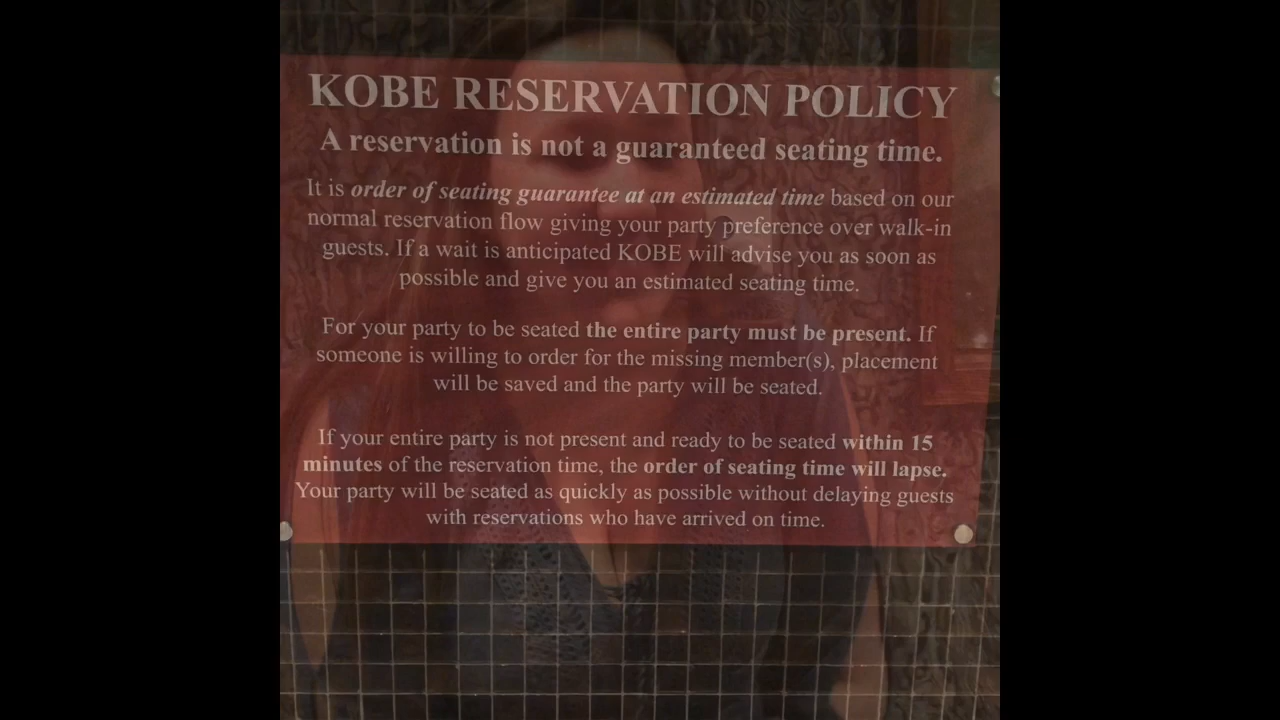 KOBE RESERVATION POLICY
A reservation is not a guaranteed seating time.
It is order of seating guarantee at an estimated time based on our
normal reservation flow giving your party preference over walk-in
guests. If a wait is anticipated KOBE will advise you as soon as
possible and give you an estimated seating time.
For your party to be seated the entire party must be present. If
someone is willing to order for the missing member(s), placement
will be saved and the party will be seated.
If your entire party is not present and ready to be seated within 15
minutes of the reservation time, the order of seating time will lapse.
Your party will be seated as quickly as possible without delaying guests
with reservations who have arrived on time.